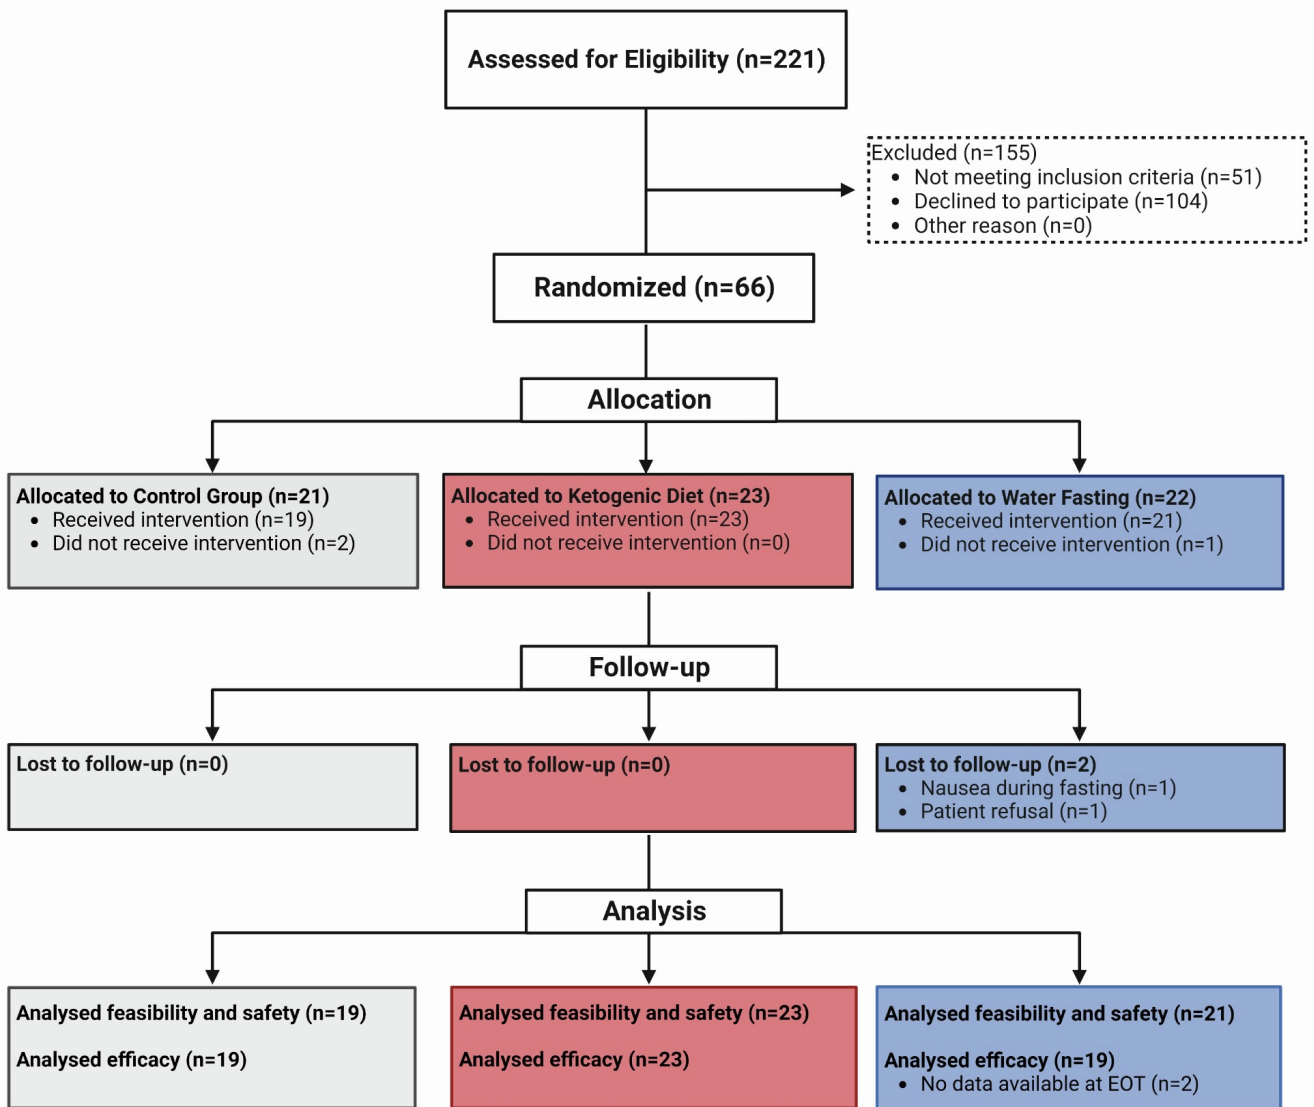 Assessed for Eligibility (n=221)
Excluded (n=155)
• Not meeting inclusion criteria (n=51)
• Declined to participate (n=104)
• Other reason (n=0)
Randomized (n=66)
Allocation
Allocated to Control Group (n=21)
• Received intervention (n=19)
• Did not receive intervention (n=2)
Allocated to Ketogenic Diet (n=23)
• Received intervention (n=23)
• Did not receive intervention (n=0)
Allocated to Water Fasting (n=22)
• Received intervention (n=21)
• Did not receive intervention (n=1)
Follow-up
Lost to follow-up (n=0)
Lost to follow-up (n=0)
Lost to follow-up (n=2)
• Nausea during fasting (n=1)
• Patient refusal (n=1)
Analysis
Analysed feasibility and safety (n=19)
Analysed efficacy (n=19)
Analysed feasibility and safety (n=23)
Analysed efficacy (n=23)
Analysed feasibility and safety (n=21)
Analysed efficacy (n=19)
• No data available at EOT (n=2)